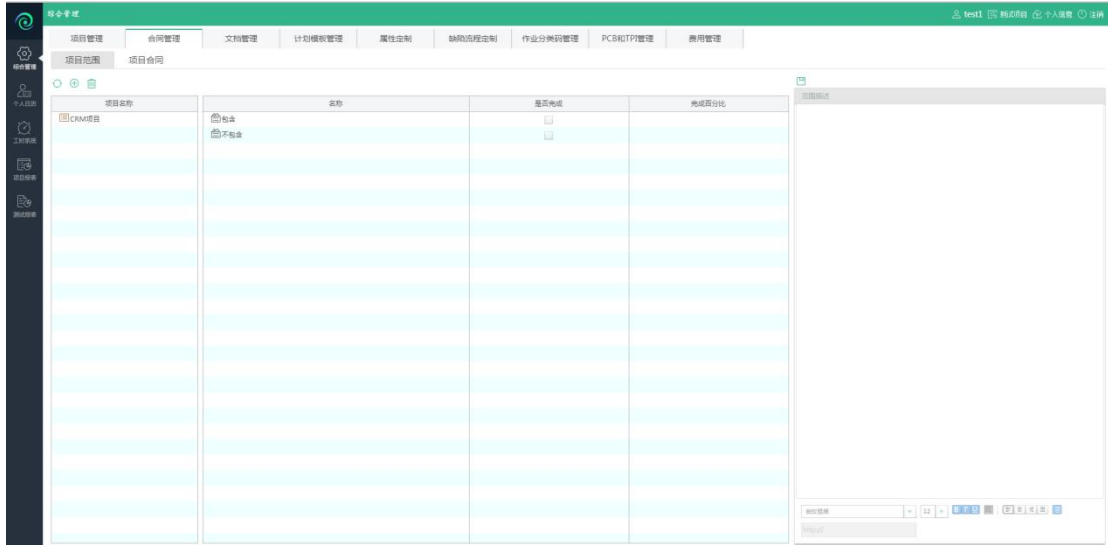 综合管理
test1 测试项目 个人信息 注销
项目管理 合同管理 文档管理 计划模板管理 属性定制 缺陷流程定制 作业分类码管理 PCB和TPI管理 费用管理
综合管理
项目范围 项目合同
个人日历
工时系统
项目报表
测试报表
项目名称 名称 是否完成 完成百分比 范围描述
CRM项目 包含
不包含
12
http://